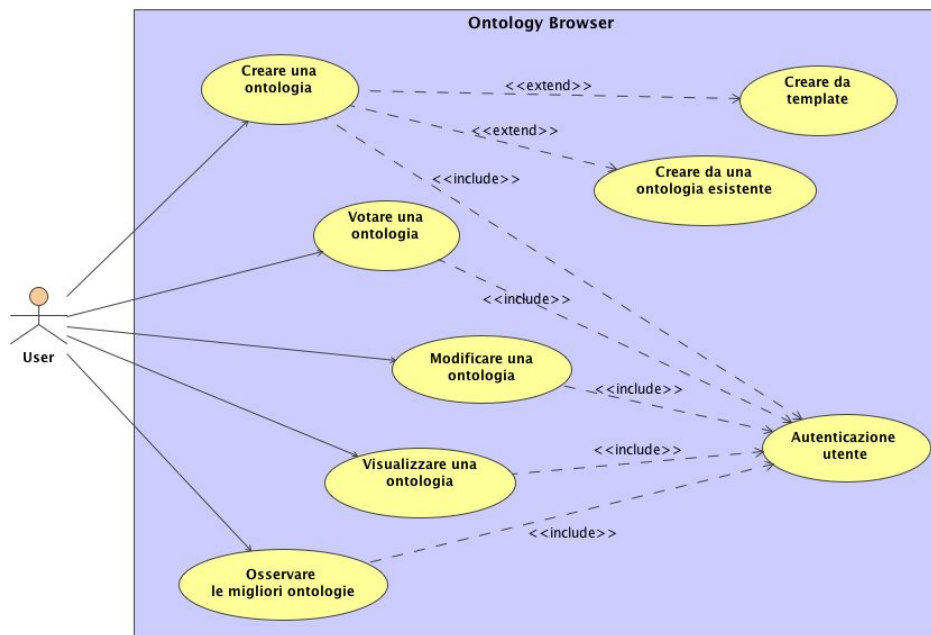 Ontology Browser
Creare una
ontologia
<<extend>>
Creare da
template
<<extend>>
Creare da una
ontologia esistente
<<include>>
Votare una
ontologia
<<include>>
User
Modificare una
ontologia
<<include>>
Autenticazione
utente
Visualizzare una
ontologia
<<include>>
<<include>>
Osservare
le migliori ontologie